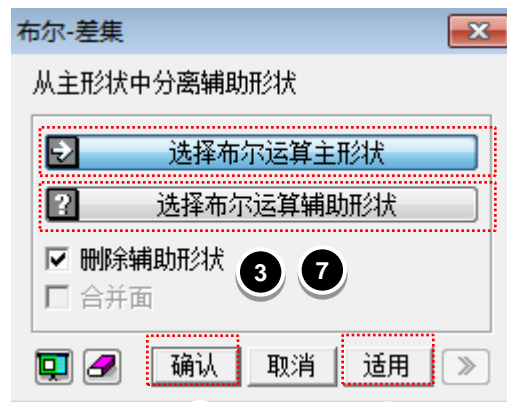 布尔-差集
从主形状中分离辅助形状
选择布尔运算主形状
? 选择布尔运算辅助形状
删除辅助形状 3 7
合并面
确认 取消 适用